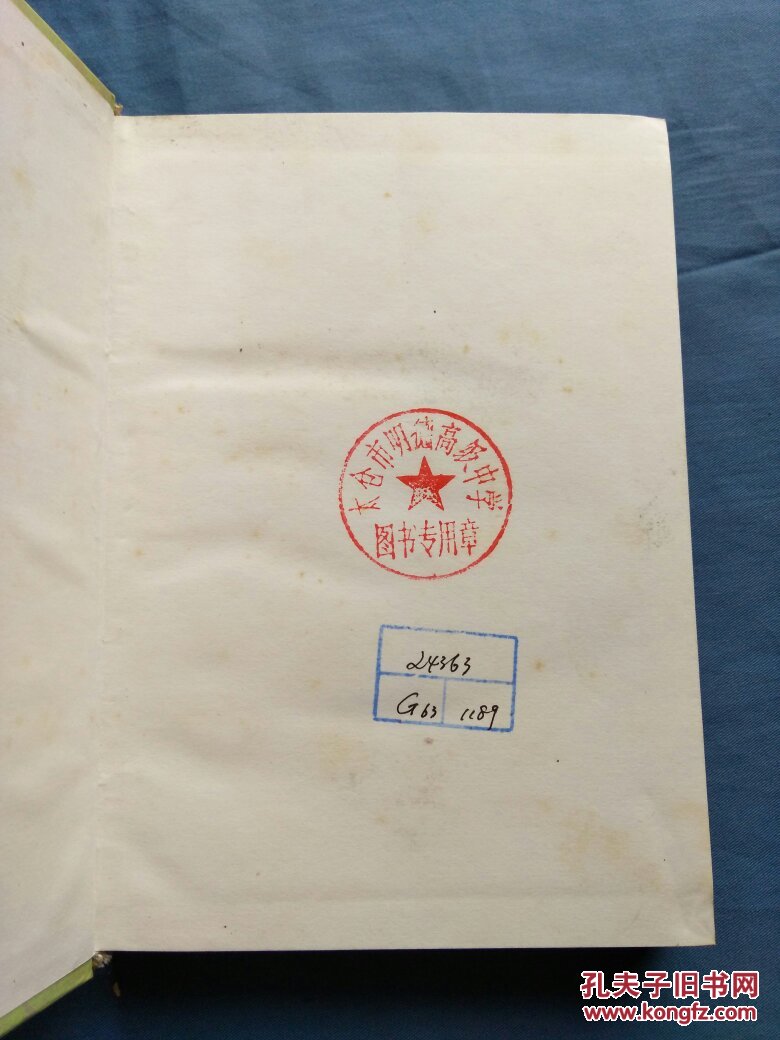 太仓市明德高级中学
图书专用章
24363
G63 1189
孔夫子旧书网
www.kongfz.com